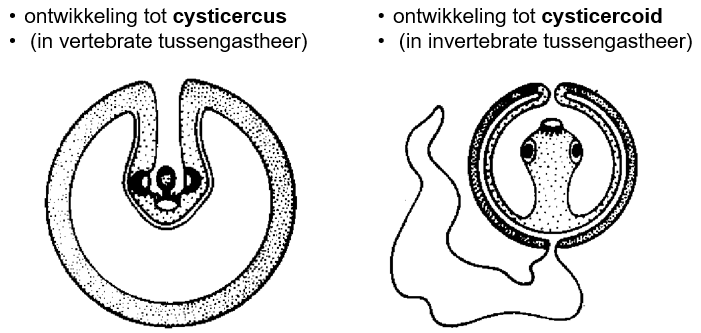 • ontwikkeling tot cysticercus
• (in vertebrate tussengastheer)
• ontwikkeling tot cysticercoid
• (in invertebrate tussengastheer)